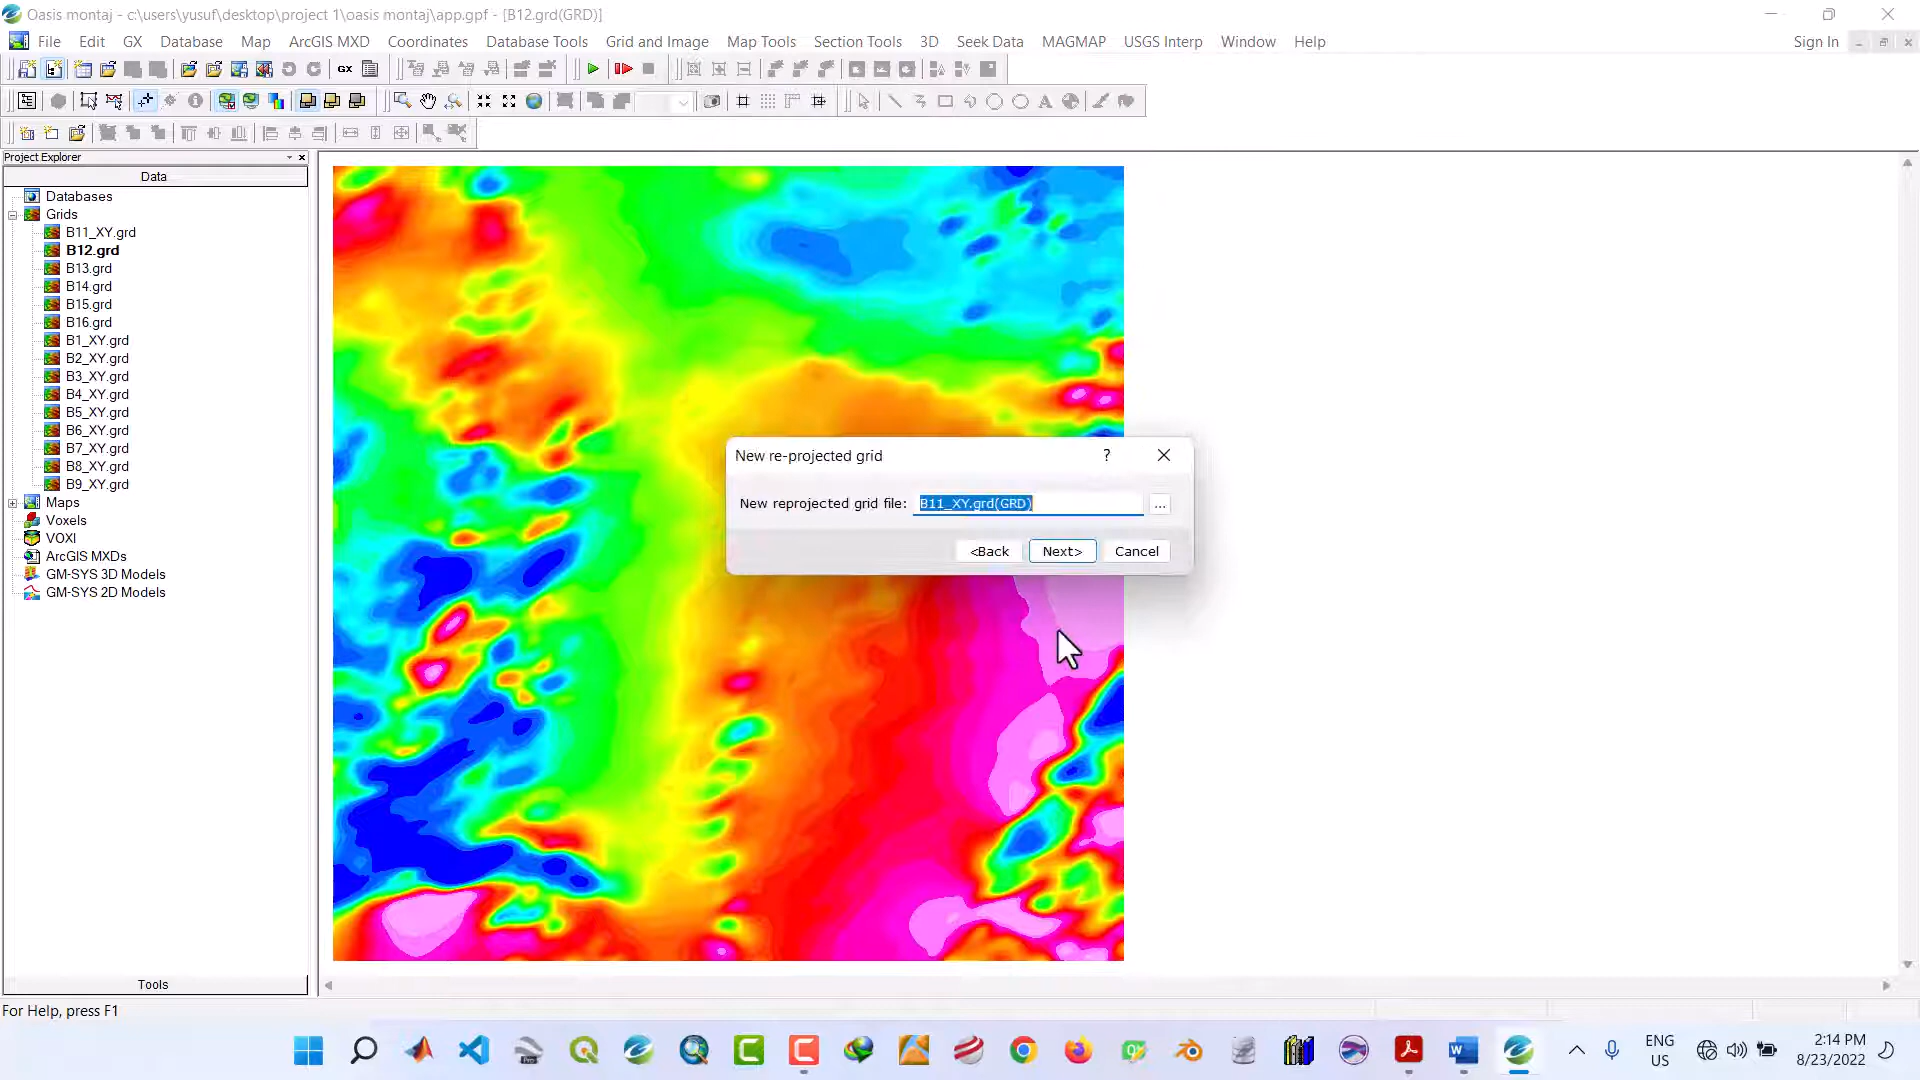 Oasis montaj - c:\users\yusuf\desktop\project 1\oasis montaj\app.gpf - [B12.grd(GRD)]
File Edit GX Database Map ArcGIS MXD Coordinates Database Tools Grid and Image Map Tools Section Tools 3D Seek Data MAGMAP USGS Interp Window Help Sign In
GX
Project Explorer
Data
Databases
Grids
B11_XY.grd
B12.grd
B13.grd
B14.grd
B15.grd
B16.grd
B1_XY.grd
B2_XY.grd
B3_XY.grd
B4_XY.grd
B5_XY.grd
B6_XY.grd
B7_XY.grd
B8_XY.grd
B9_XY.grd
Maps
Voxels
VOXI
ArcGIS MXDs
GM-SYS 3D Models
GM-SYS 2D Models
Tools
New re-projected grid ?
New reprojected grid file: B11_XY.grd(GRD) ...
<Back Next> Cancel
For Help, press F1
ENG
US
2:14 PM
8/23/2022